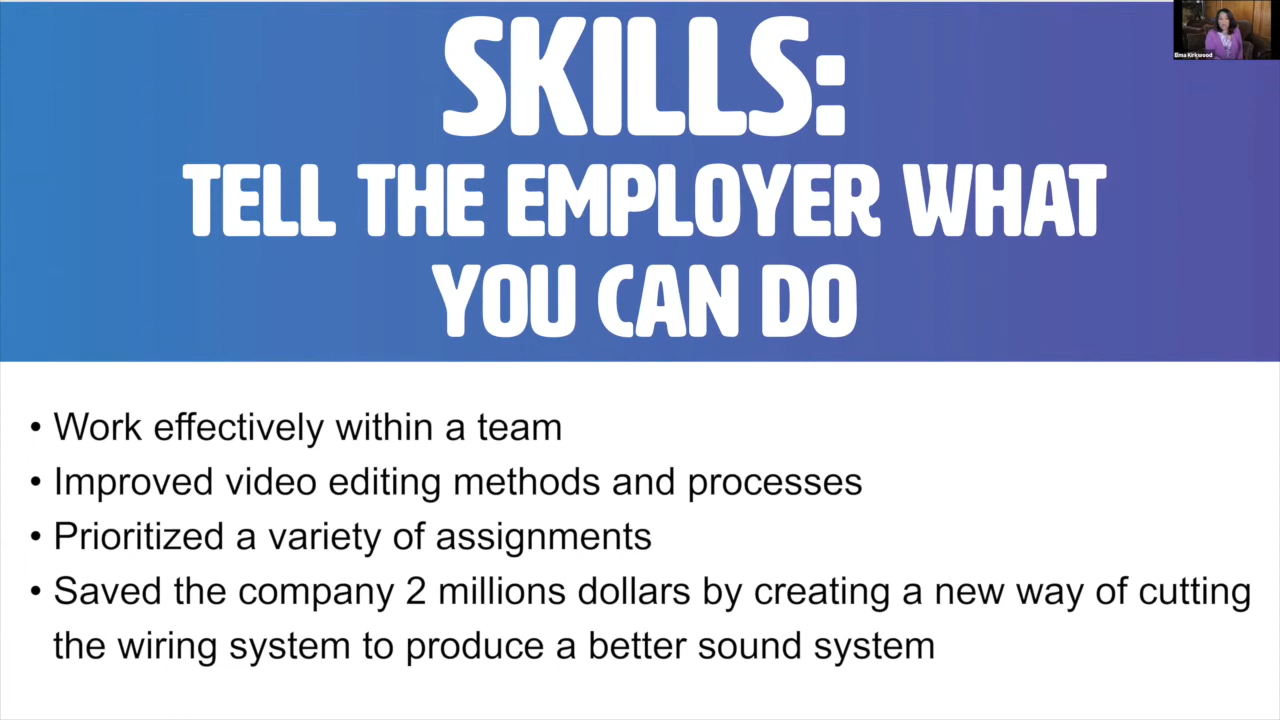 SKILLS:
TELL THE EMPLOYER WHAT
YOU CAN DO
• Work effectively within a team
• Improved video editing methods and processes
• Prioritized a variety of assignments
• Saved the company 2 millions dollars by creating a new way of cutting
the wiring system to produce a better sound system
Elma Kirkwood